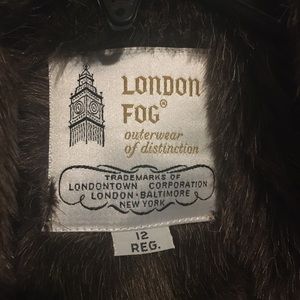 LONDON
FOG®
outerwear
of distinction
TRADEMARKS OF
LONDONTOWN CORPORATION
LONDON·BALTIMORE
NEW YORK
12
REG.